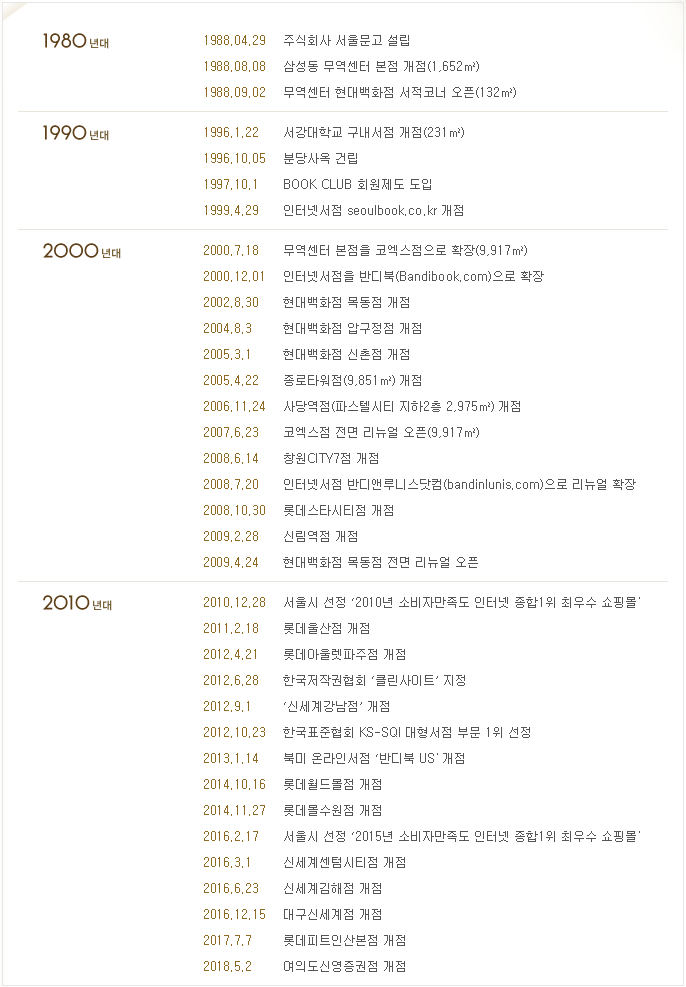 1980 년대
1988.04.29 주식회사 서울문고 설립
1988.08.08 삼성동 무역센터 본점 개점(1,652㎡)
1988.09.02 무역센터 현대백화점 서적코너 오픈(132㎡)
1990 년대
1996.1.22 서강대학교 구내서점 개점(231㎡)
1996.10.05 분당사옥 건립
1997.10.1 BOOK CLUB 회원제도 도입
1999.4.29 인터넷서점 seoulbook.co.kr 개점
2000 년대
2000.7.18 무역센터 본점을 코엑스점으로 확장(9,917㎡)
2000.12.01 인터넷서점을 반디북(Bandibook.com)으로 확장
2002.8.30 현대백화점 목동점 개점
2004.8.3 현대백화점 압구정점 개점
2005.3.1 현대백화점 신촌점 개점
2005.4.22 종로타워점(9,851㎡) 개점
2006.11.24 사당역점(파스텔시티 지하2층 2,975㎡) 개점
2007.6.23 코엑스점 전면 리뉴얼 오픈(9,917㎡)
2008.6.14 창원CITY7점 개점
2008.7.20 인터넷서점 반디앤루니스닷컴(bandinlunis.com)으로 리뉴얼 확장
2008.10.30 롯데스타시티점 개점
2009.2.28 신림역점 개점
2009.4.24 현대백화점 목동점 전면 리뉴얼 오픈
2010 년대
2010.12.28 서울시 선정 ‘2010년 소비자만족도 인터넷 종합1위 최우수 쇼핑몰'
2011.2.18 롯데울산점 개점
2012.4.21 롯데아울렛파주점 개점
2012.6.28 한국저작권협회 ‘클린사이트’ 지정
2012.9.1 ‘신세계강남점’ 개점
2012.10.23 한국표준협회 KS-SQI 대형서점 부문 1위 선정
2013.1.14 북미 온라인서점 ‘반디북 US' 개점
2014.10.16 롯데월드몰점 개점
2014.11.27 롯데몰수원점 개점
2016.2.17 서울시 선정 ‘2015년 소비자만족도 인터넷 종합1위 최우수 쇼핑몰'
2016.3.1 신세계센텀시티점 개점
2016.6.23 신세계김해점 개점
2016.12.15 대구신세계점 개점
2017.7.7 롯데피트인산본점 개점
2018.5.2 여의도신영증권점 개점